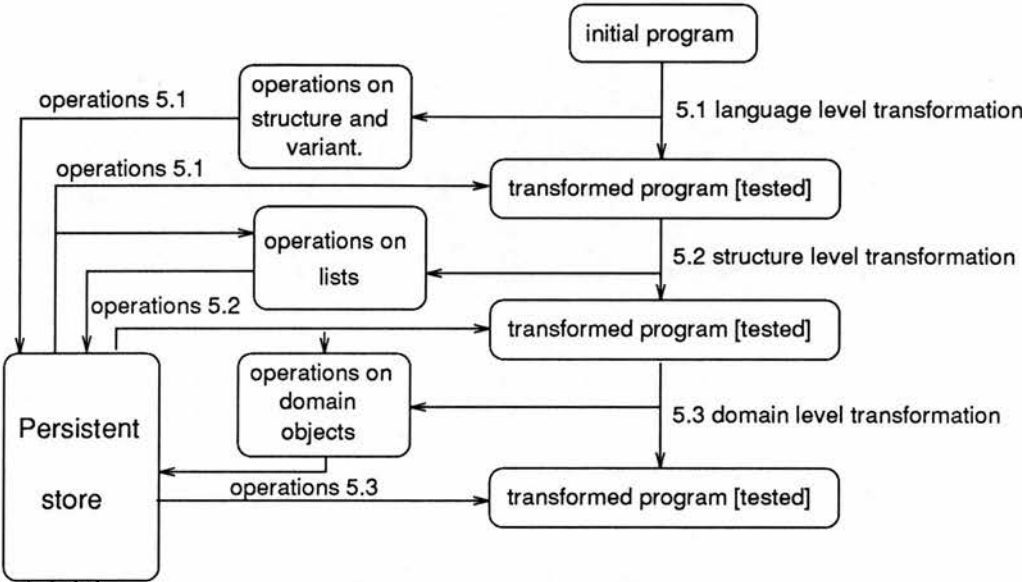 initial program
operations on
structure and
variant.
operations 5.1
5.1 language level transformation
operations 5.1
transformed program [tested]
operations on
lists
5.2 structure level transformation
operations 5.2
transformed program [tested]
operations on
domain
objects
5.3 domain level transformation
Persistent
store
operations 5.3
transformed program [tested]